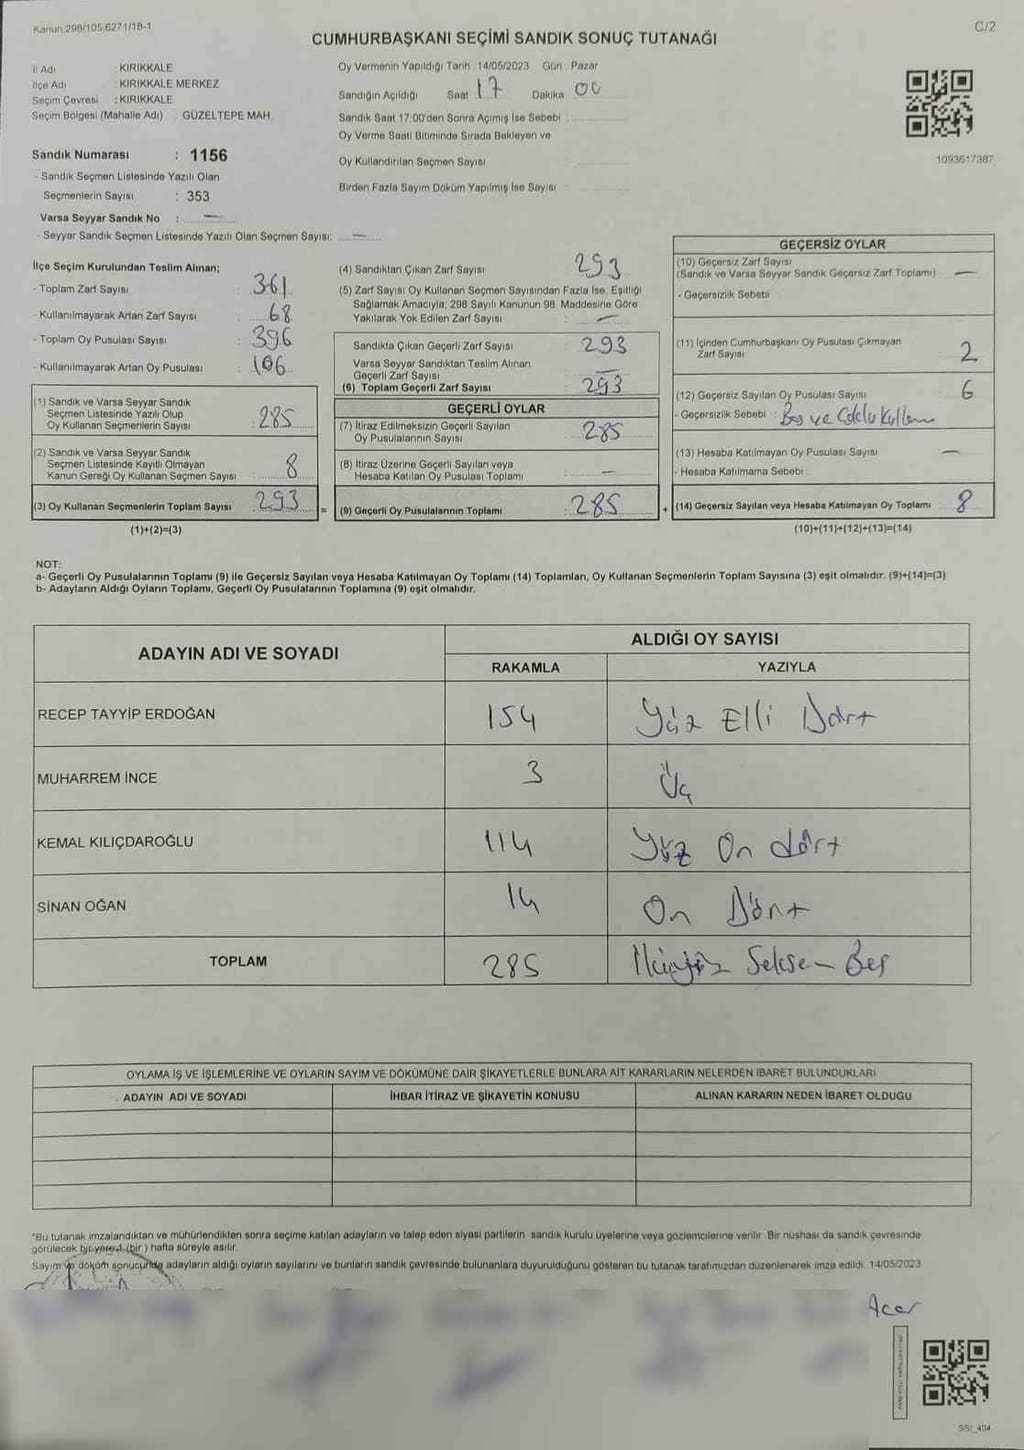 Kanun 298/105,6271/18-1
C/2
CUMHURBAŞKANI SEÇİMİ SANDIK SONUÇ TUTANAĞI
İl Adı KIRIKKALE
İlçe Adı : KIRIKKALE MERKEZ
Seçim Çevresi : KIRIKKALE
Seçim Bölgesi (Mahalle Adı) : GÜZELTEPE MAH.
Sandık Numarası : 1156
- Sandık Seçmen Listesinde Yazılı Olan
Seçmenlerin Sayısı : 353
Varsa Seyyar Sandık No : —
- Seyyar Sandık Seçmen Listesinde Yazılı Olan Seçmen Sayısı: —
Oy Vermenin Yapıldığı Tarih : 14/05/2023 Gün : Pazar
Sandığın Açıldığı Saat 17 Dakika 00
Sandık Saat 17:00'den Sonra Açımış İse Sebebi :
Oy Verme Saati Bitiminde Sırada Bekleyen ve
Oy Kullandırılan Seçmen Sayısı
Birden Fazla Sayım Döküm Yapılmış İse Sayısı :
1093617387
İlçe Seçim Kurulundan Teslim Alınan;
- Toplam Zarf Sayısı : 361
- Kullanılmayarak Artan Zarf Sayısı : 68
- Toplam Oy Pusulası Sayısı : 396
- Kullanılmayarak Artan Oy Pusulası : 106
(1) Sandık ve Varsa Seyyar Sandık
Seçmen Listesinde Yazılı Olup
Oy Kullanan Seçmenlerin Sayısı : 285
(2) Sandık ve Varsa Seyyar Sandık
Seçmen Listesinde Kayıtlı Olmayan
Kanun Gereği Oy Kullanan Seçmen Sayısı : 8
(3) Oy Kullanan Seçmenlerin Toplam Sayısı : 293 =
(1)+(2)=(3)
(4) Sandıktan Çıkan Zarf Sayısı 293
(5) Zarf Sayısı Oy Kullanan Seçmen Sayısından Fazla İse, Eşitliği
Sağlamak Amacıyla; 298 Sayılı Kanunun 98. Maddesine Göre
Yakılarak Yok Edilen Zarf Sayısı : —
Sandıkta Çıkan Geçerli Zarf Sayısı : 293
Varsa Seyyar Sandıktan Teslim Alınan
Geçerli Zarf Sayısı : —
(6) Toplam Geçerli Zarf Sayısı : 293
GEÇERLİ OYLAR
(7) İtiraz Edilmeksizin Geçerli Sayılan
Oy Pusulalarının Sayısı : 285
(8) İtiraz Üzerine Geçerli Sayılan veya
Hesaba Katılan Oy Pusulası Toplamı : —
(9) Geçerli Oy Pusulalarının Toplamı : 285 +
GEÇERSİZ OYLAR
(10) Geçersiz Zarf Sayısı
(Sandık ve Varsa Seyyar Sandık Geçersiz Zarf Toplamı) —
- Geçersizlik Sebebi
(11) İçinden Cumhurbaşkanı Oy Pusulası Çıkmayan
Zarf Sayısı 2
(12) Geçersiz Sayılan Oy Pusulası Sayısı 6
- Geçersizlik Sebebi : Boş ve Çoklu
(13) Hesaba Katılmayan Oy Pusulası Sayısı —
- Hesaba Katılmama Sebebi :
(14) Geçersiz Sayılan veya Hesaba Katılmayan Oy Toplamı 8
(10)+(11)+(12)+(13)=(14)
NOT:
a- Geçerli Oy Pusulalarının Toplamı (9) ile Geçersiz Sayılan veya Hesaba Katılmayan Oy Toplamı (14) Toplamları, Oy Kullanan Seçmenlerin Toplam Sayısına (3) eşit olmalıdır. (9)+(14)=(3)
b- Adayların Aldığı Oyların Toplamı, Geçerli Oy Pusulalarının Toplamına (9) eşit olmalıdır.
ADAYIN ADI VE SOYADI
ALDIĞI OY SAYISI
RAKAMLA YAZIYLA
RECEP TAYYİP ERDOĞAN 154 Yüz Elli Dört
MUHARREM İNCE 3 Üç
KEMAL KILIÇDAROĞLU 114 Yüz On dört
SİNAN OĞAN 14 On Dört
TOPLAM 285 İkiyüz Seksen Beş
OYLAMA İŞ VE İŞLEMLERİNE VE OYLARIN SAYIM VE DÖKÜMÜNE DAİR ŞİKAYETLERLE BUNLARA AİT KARARLARIN NELERDEN İBARET BULUNDUKLARI
ADAYIN ADI VE SOYADI İHBAR İTİRAZ VE ŞİKAYETİN KONUSU ALINAN KARARIN NEDEN İBARET OLDUĞU
*Bu tutanak imzalandıktan ve mühürlendikten sonra seçime katılan adayların ve talep eden siyasi partilerin sandık kurulu üyelerine veya gözlemcilerine verilir. Bir nüshası da sandık çevresinde
görülecek bir yere 1 (bir) hafta süreyle asılır.
Sayım ve döküm sonucunda adayların aldığı oyların sayılarını ve bunların sandık çevresinde bulunanlara duyurulduğunu gösteren bu tutanak tarafımızdan düzenlenerek imza edildi. 14/05/2023
Acar
SSI_404